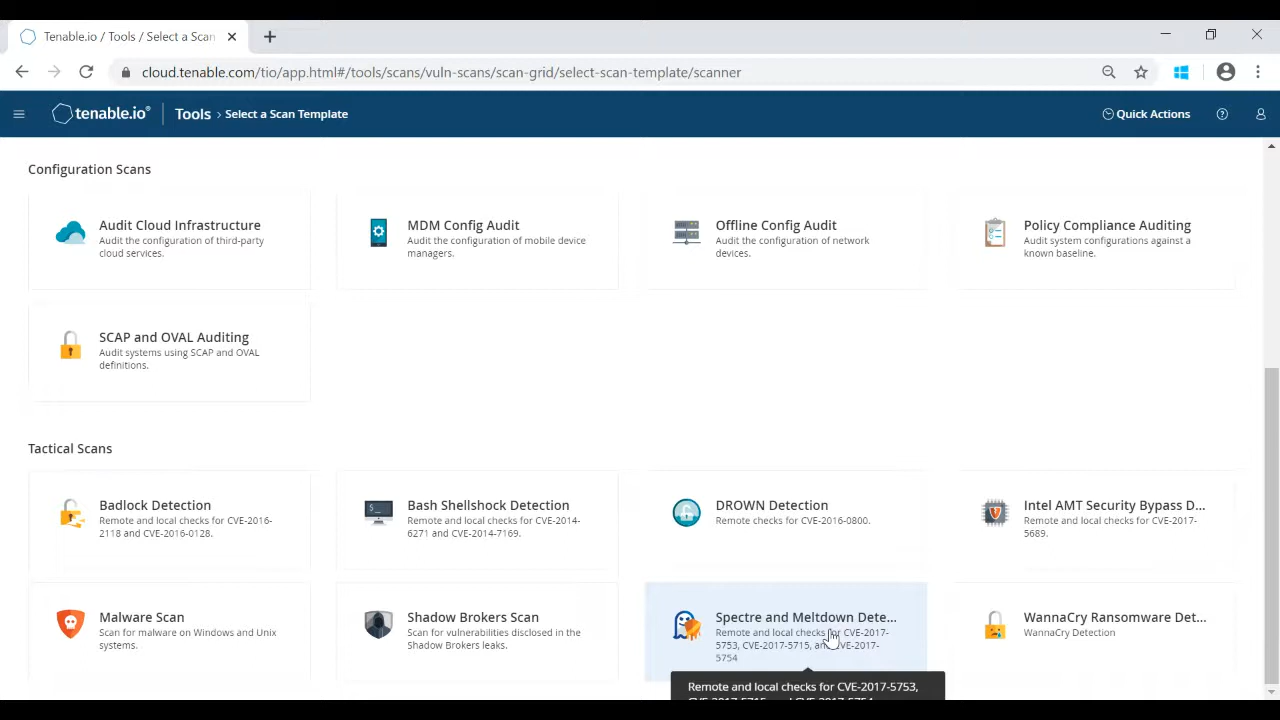 Tenable.io / Tools / Select a Scan
cloud.tenable.com/tio/app.html#/tools/scans/vuln-scans/scan-grid/select-scan-template/scanner
tenable.io Tools > Select a Scan Template Quick Actions
Configuration Scans
Audit Cloud Infrastructure
Audit the configuration of third-party
cloud services.
MDM Config Audit
Audit the configuration of mobile device
managers.
Offline Config Audit
Audit the configuration of network
devices.
Policy Compliance Auditing
Audit system configurations against a
known baseline.
SCAP and OVAL Auditing
Audit systems using SCAP and OVAL
definitions.
Tactical Scans
Badlock Detection
Remote and local checks for CVE-2016-
2118 and CVE-2016-0128.
Bash Shellshock Detection
Remote and local checks for CVE-2014-
6271 and CVE-2014-7169.
DROWN Detection
Remote checks for CVE-2016-0800.
Intel AMT Security Bypass D...
Remote and local checks for CVE-2017-
5689.
Malware Scan
Scan for malware on Windows and Unix
systems.
Shadow Brokers Scan
Scan for vulnerabilities disclosed in the
Shadow Brokers leaks.
Spectre and Meltdown Dete...
Remote and local checks for CVE-2017-
5753, CVE-2017-5715, and CVE-2017-
5754
WannaCry Ransomware Det...
WannaCry Detection
Remote and local checks for CVE-2017-5753,